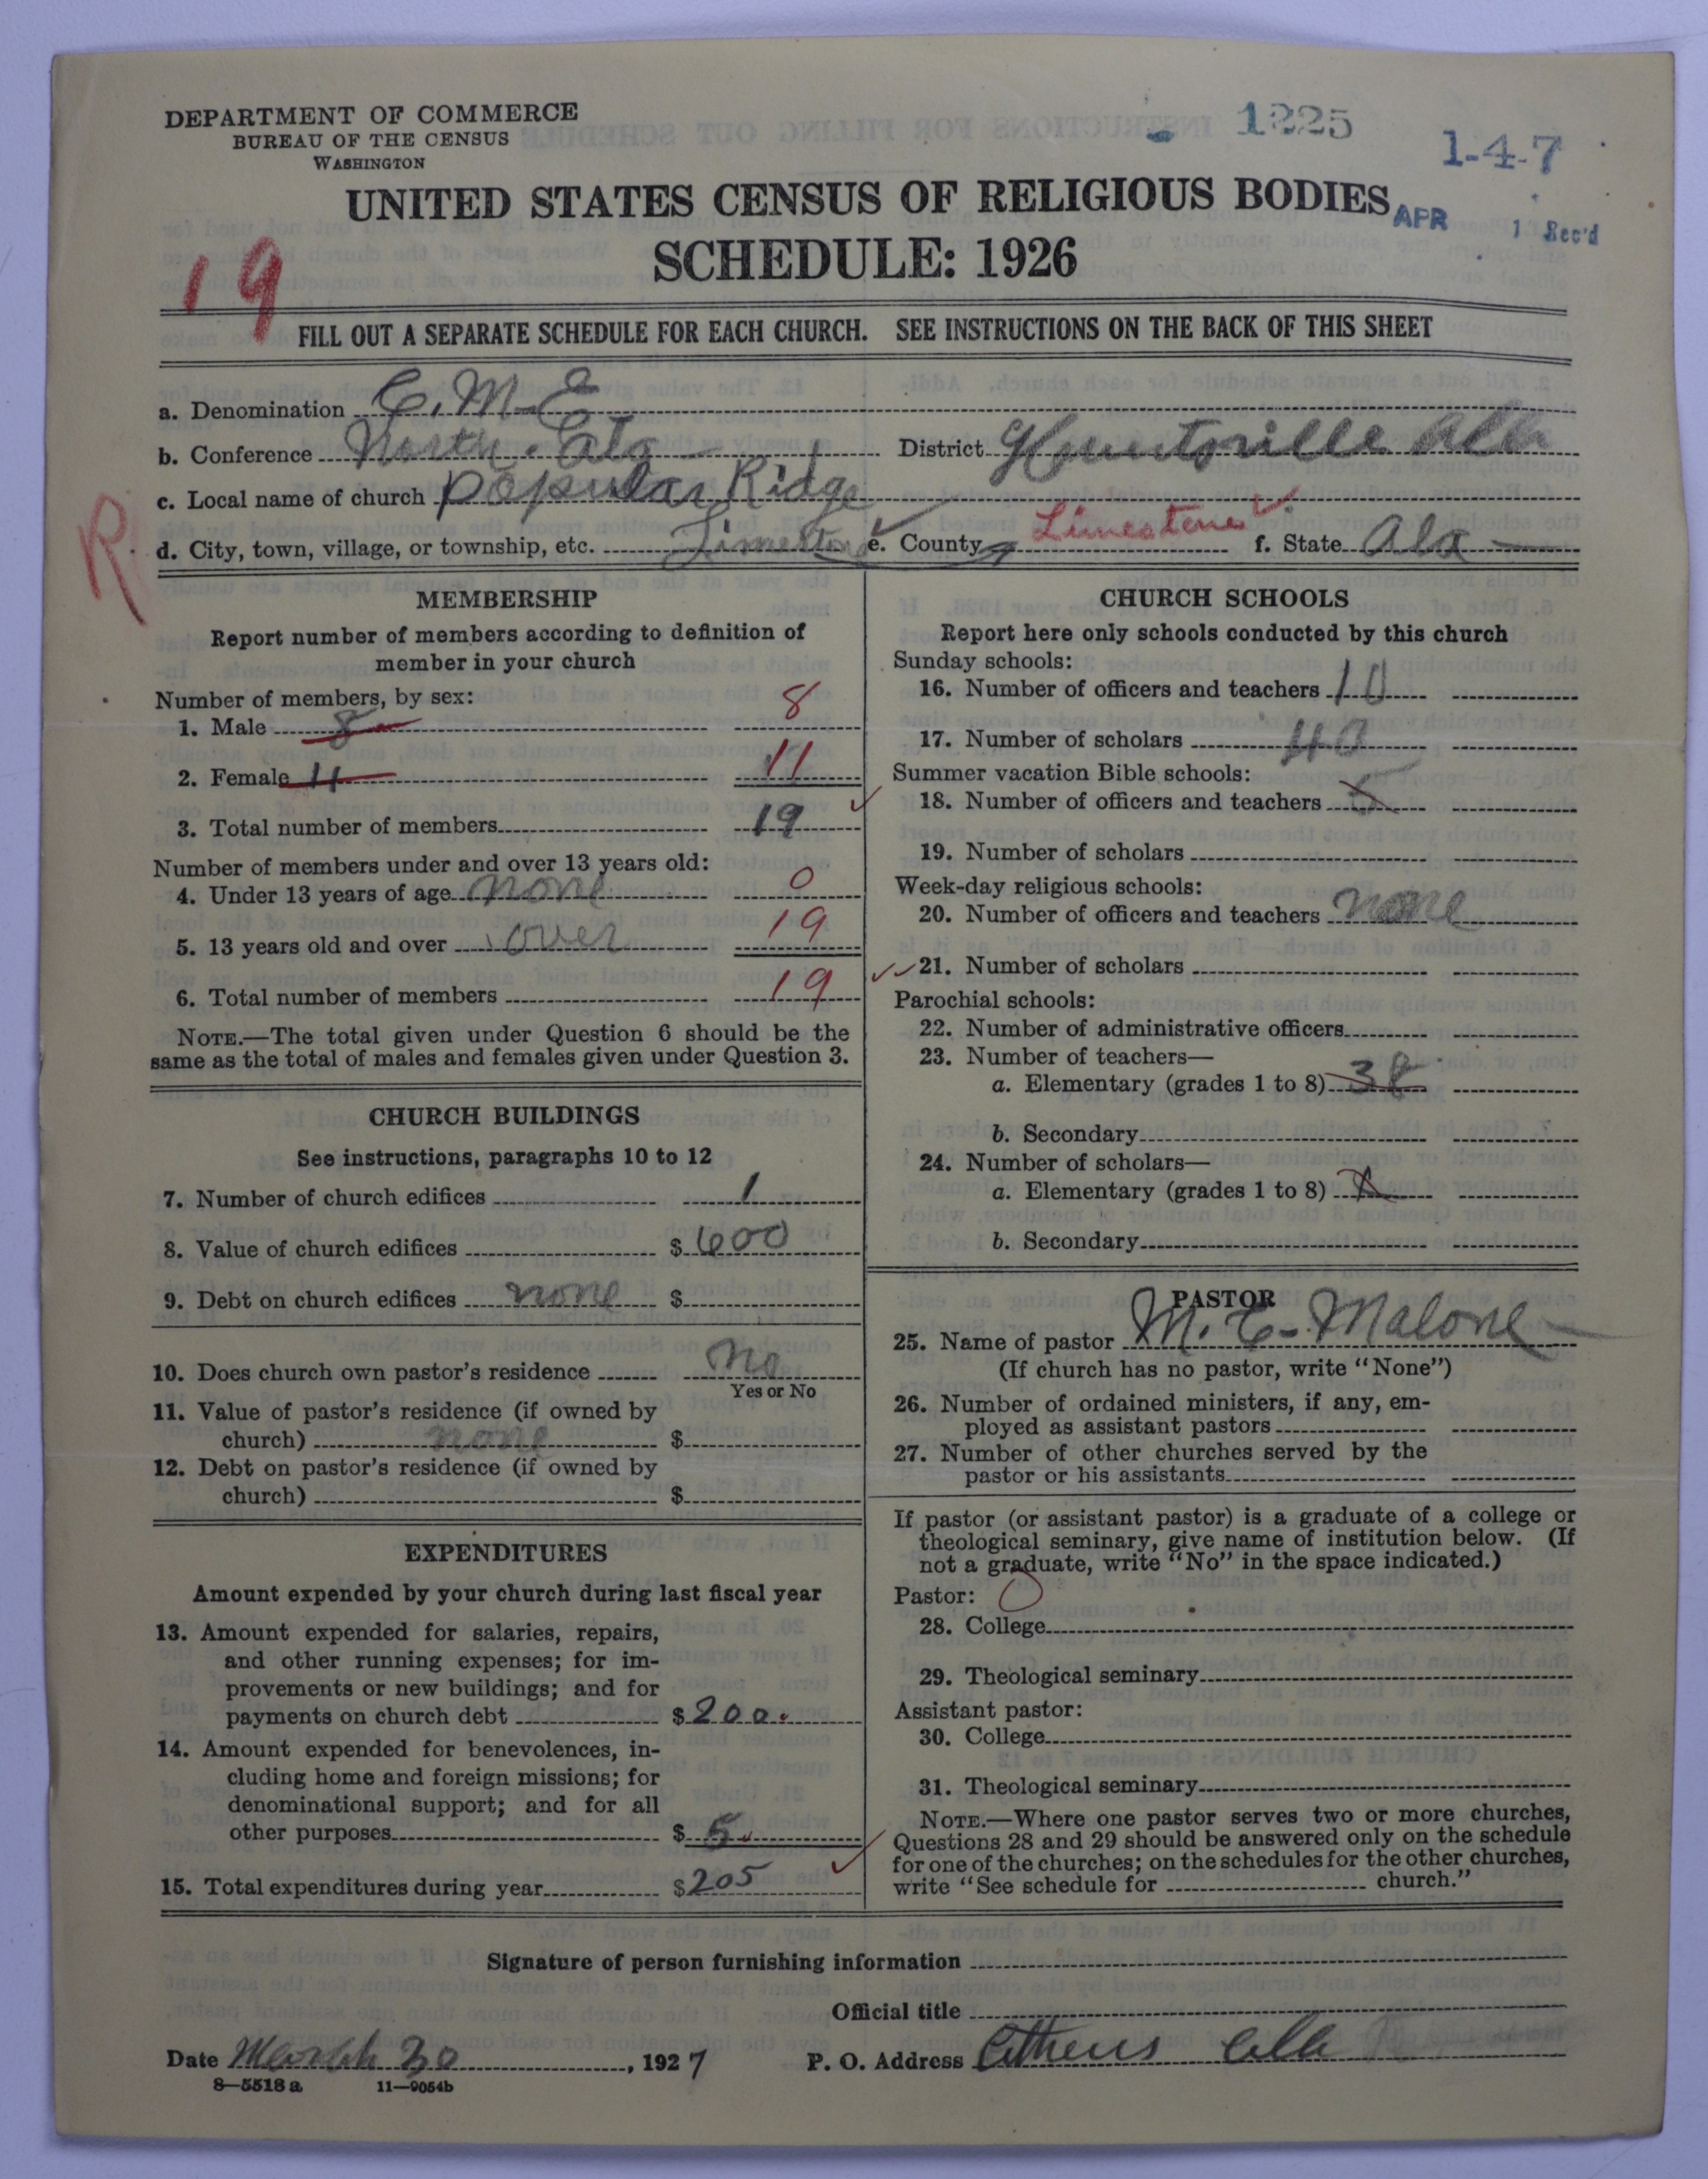 DEPARTMENT OF COMMERCE
BUREAU OF THE CENSUS
WASHINGTON
1225
1-4-7
UNITED STATES CENSUS OF RELIGIOUS BODIES
APR 1 Rec'd
SCHEDULE: 1926
19
FILL OUT A SEPARATE SCHEDULE FOR EACH CHURCH. SEE INSTRUCTIONS ON THE BACK OF THIS SHEET
a. Denomination C. M. E
b. Conference North. Ala District Huntsville Ala
c. Local name of church Popular Ridge
R
d. City, town, village, or township, etc. Limestone e. County Limestone f. State Ala
MEMBERSHIP
Report number of members according to definition of
member in your church
Number of members, by sex:
1. Male 8 8
2. Female 11 11
3. Total number of members 19
Number of members under and over 13 years old:
4. Under 13 years of age none 0
5. 13 years old and over over 19
6. Total number of members 19
NOTE.—The total given under Question 6 should be the
same as the total of males and females given under Question 3.
CHURCH BUILDINGS
See instructions, paragraphs 10 to 12
7. Number of church edifices 1
8. Value of church edifices $600
9. Debt on church edifices none $
10. Does church own pastor's residence No
Yes or No
11. Value of pastor's residence (if owned by
church) none $
12. Debt on pastor's residence (if owned by
church) $
EXPENDITURES
Amount expended by your church during last fiscal year
13. Amount expended for salaries, repairs,
and other running expenses; for im-
provements or new buildings; and for
payments on church debt $200.
14. Amount expended for benevolences, in-
cluding home and foreign missions; for
denominational support; and for all
other purposes $5
15. Total expenditures during year $205
CHURCH SCHOOLS
Report here only schools conducted by this church
Sunday schools:
16. Number of officers and teachers 10
17. Number of scholars 40
Summer vacation Bible schools:
18. Number of officers and teachers 5
19. Number of scholars
Week-day religious schools:
20. Number of officers and teachers none
21. Number of scholars
Parochial schools:
22. Number of administrative officers
23. Number of teachers—
a. Elementary (grades 1 to 8) 38
b. Secondary
24. Number of scholars—
a. Elementary (grades 1 to 8)
b. Secondary
PASTOR
25. Name of pastor M. C. Malone
(If church has no pastor, write "None")
26. Number of ordained ministers, if any, em-
ployed as assistant pastors
27. Number of other churches served by the
pastor or his assistants
If pastor (or assistant pastor) is a graduate of a college or
theological seminary, give name of institution below. (If
not a graduate, write "No" in the space indicated.)
Pastor: 0
28. College
29. Theological seminary
Assistant pastor:
30. College
31. Theological seminary
NOTE.—Where one pastor serves two or more churches,
Questions 28 and 29 should be answered only on the schedule
for one of the churches; on the schedules for the other churches,
write "See schedule for church."
Signature of person furnishing information
Official title
Date March 30, 1927 P. O. Address Athens Ala
8—5518 a 11—9054b